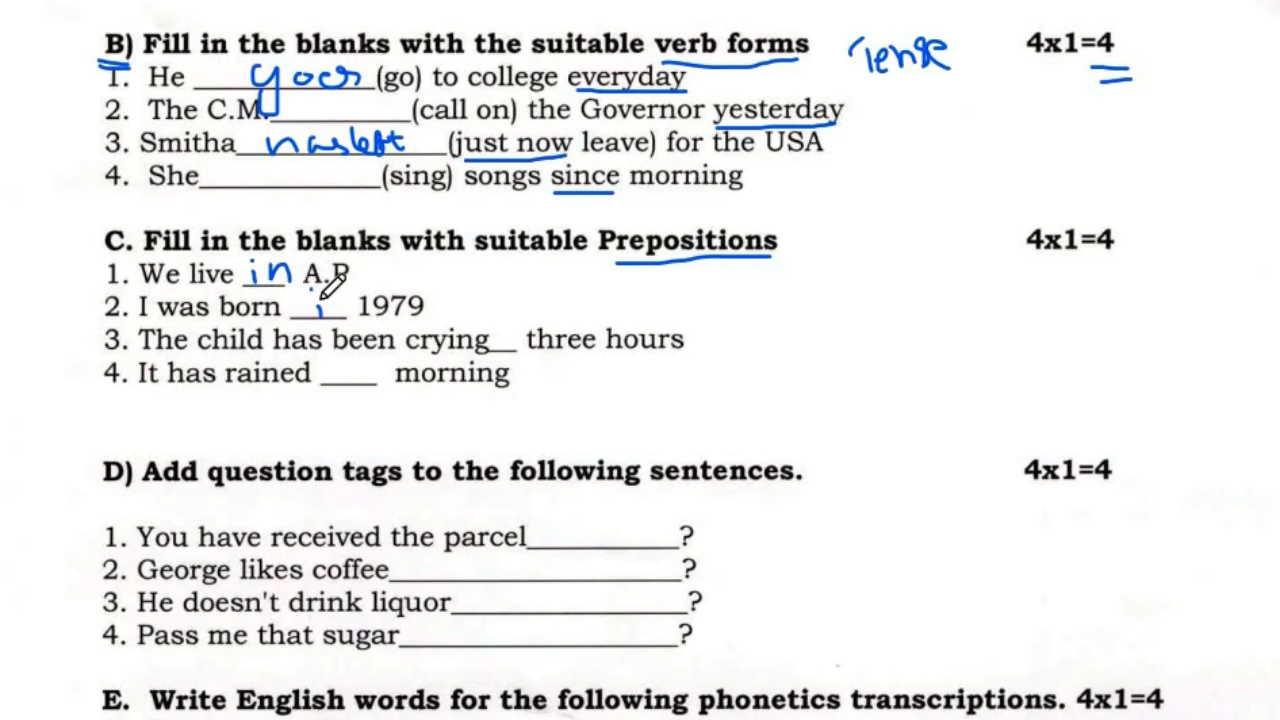 B) Fill in the blanks with the suitable verb forms Tense 4x1=4
1. He goes (go) to college everyday
2. The C.M.__________(call on) the Governor yesterday
3. Smitha has left (just now leave) for the USA
4. She_____________(sing) songs since morning
C. Fill in the blanks with suitable Prepositions 4x1=4
1. We live in A.P
2. I was born ____ 1979
3. The child has been crying__ three hours
4. It has rained ____ morning
D) Add question tags to the following sentences. 4x1=4
1. You have received the parcel___________?
2. George likes coffee_____________________?
3. He doesn't drink liquor_________________?
4. Pass me that sugar____________________?
E. Write English words for the following phonetics transcriptions. 4x1=4